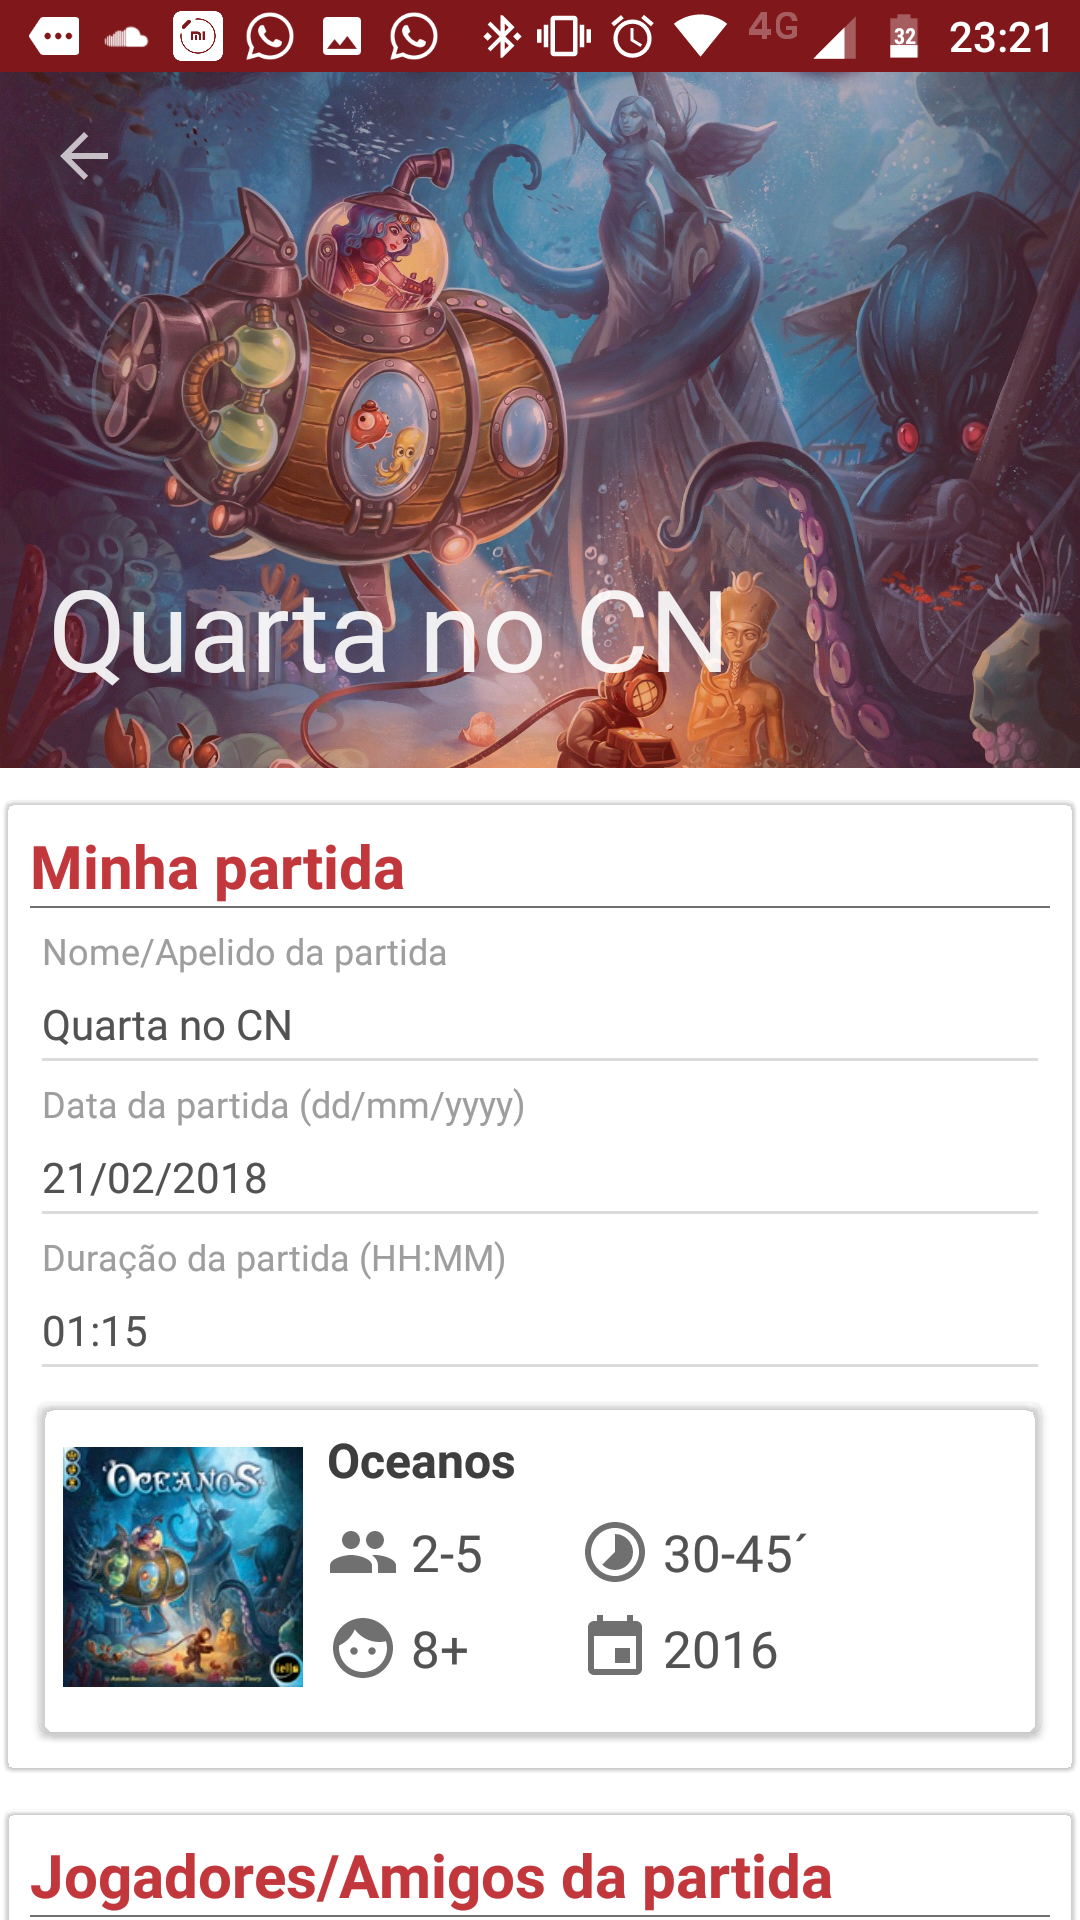 4G
32
23:21
Quarta no CN
Minha partida
Nome/Apelido da partida
Quarta no CN
Data da partida (dd/mm/yyyy)
21/02/2018
Duração da partida (HH:MM)
01:15
OCEANOS
iello
Oceanos
2-5
30-45´
8+
2016
Jogadores/Amigos da partida